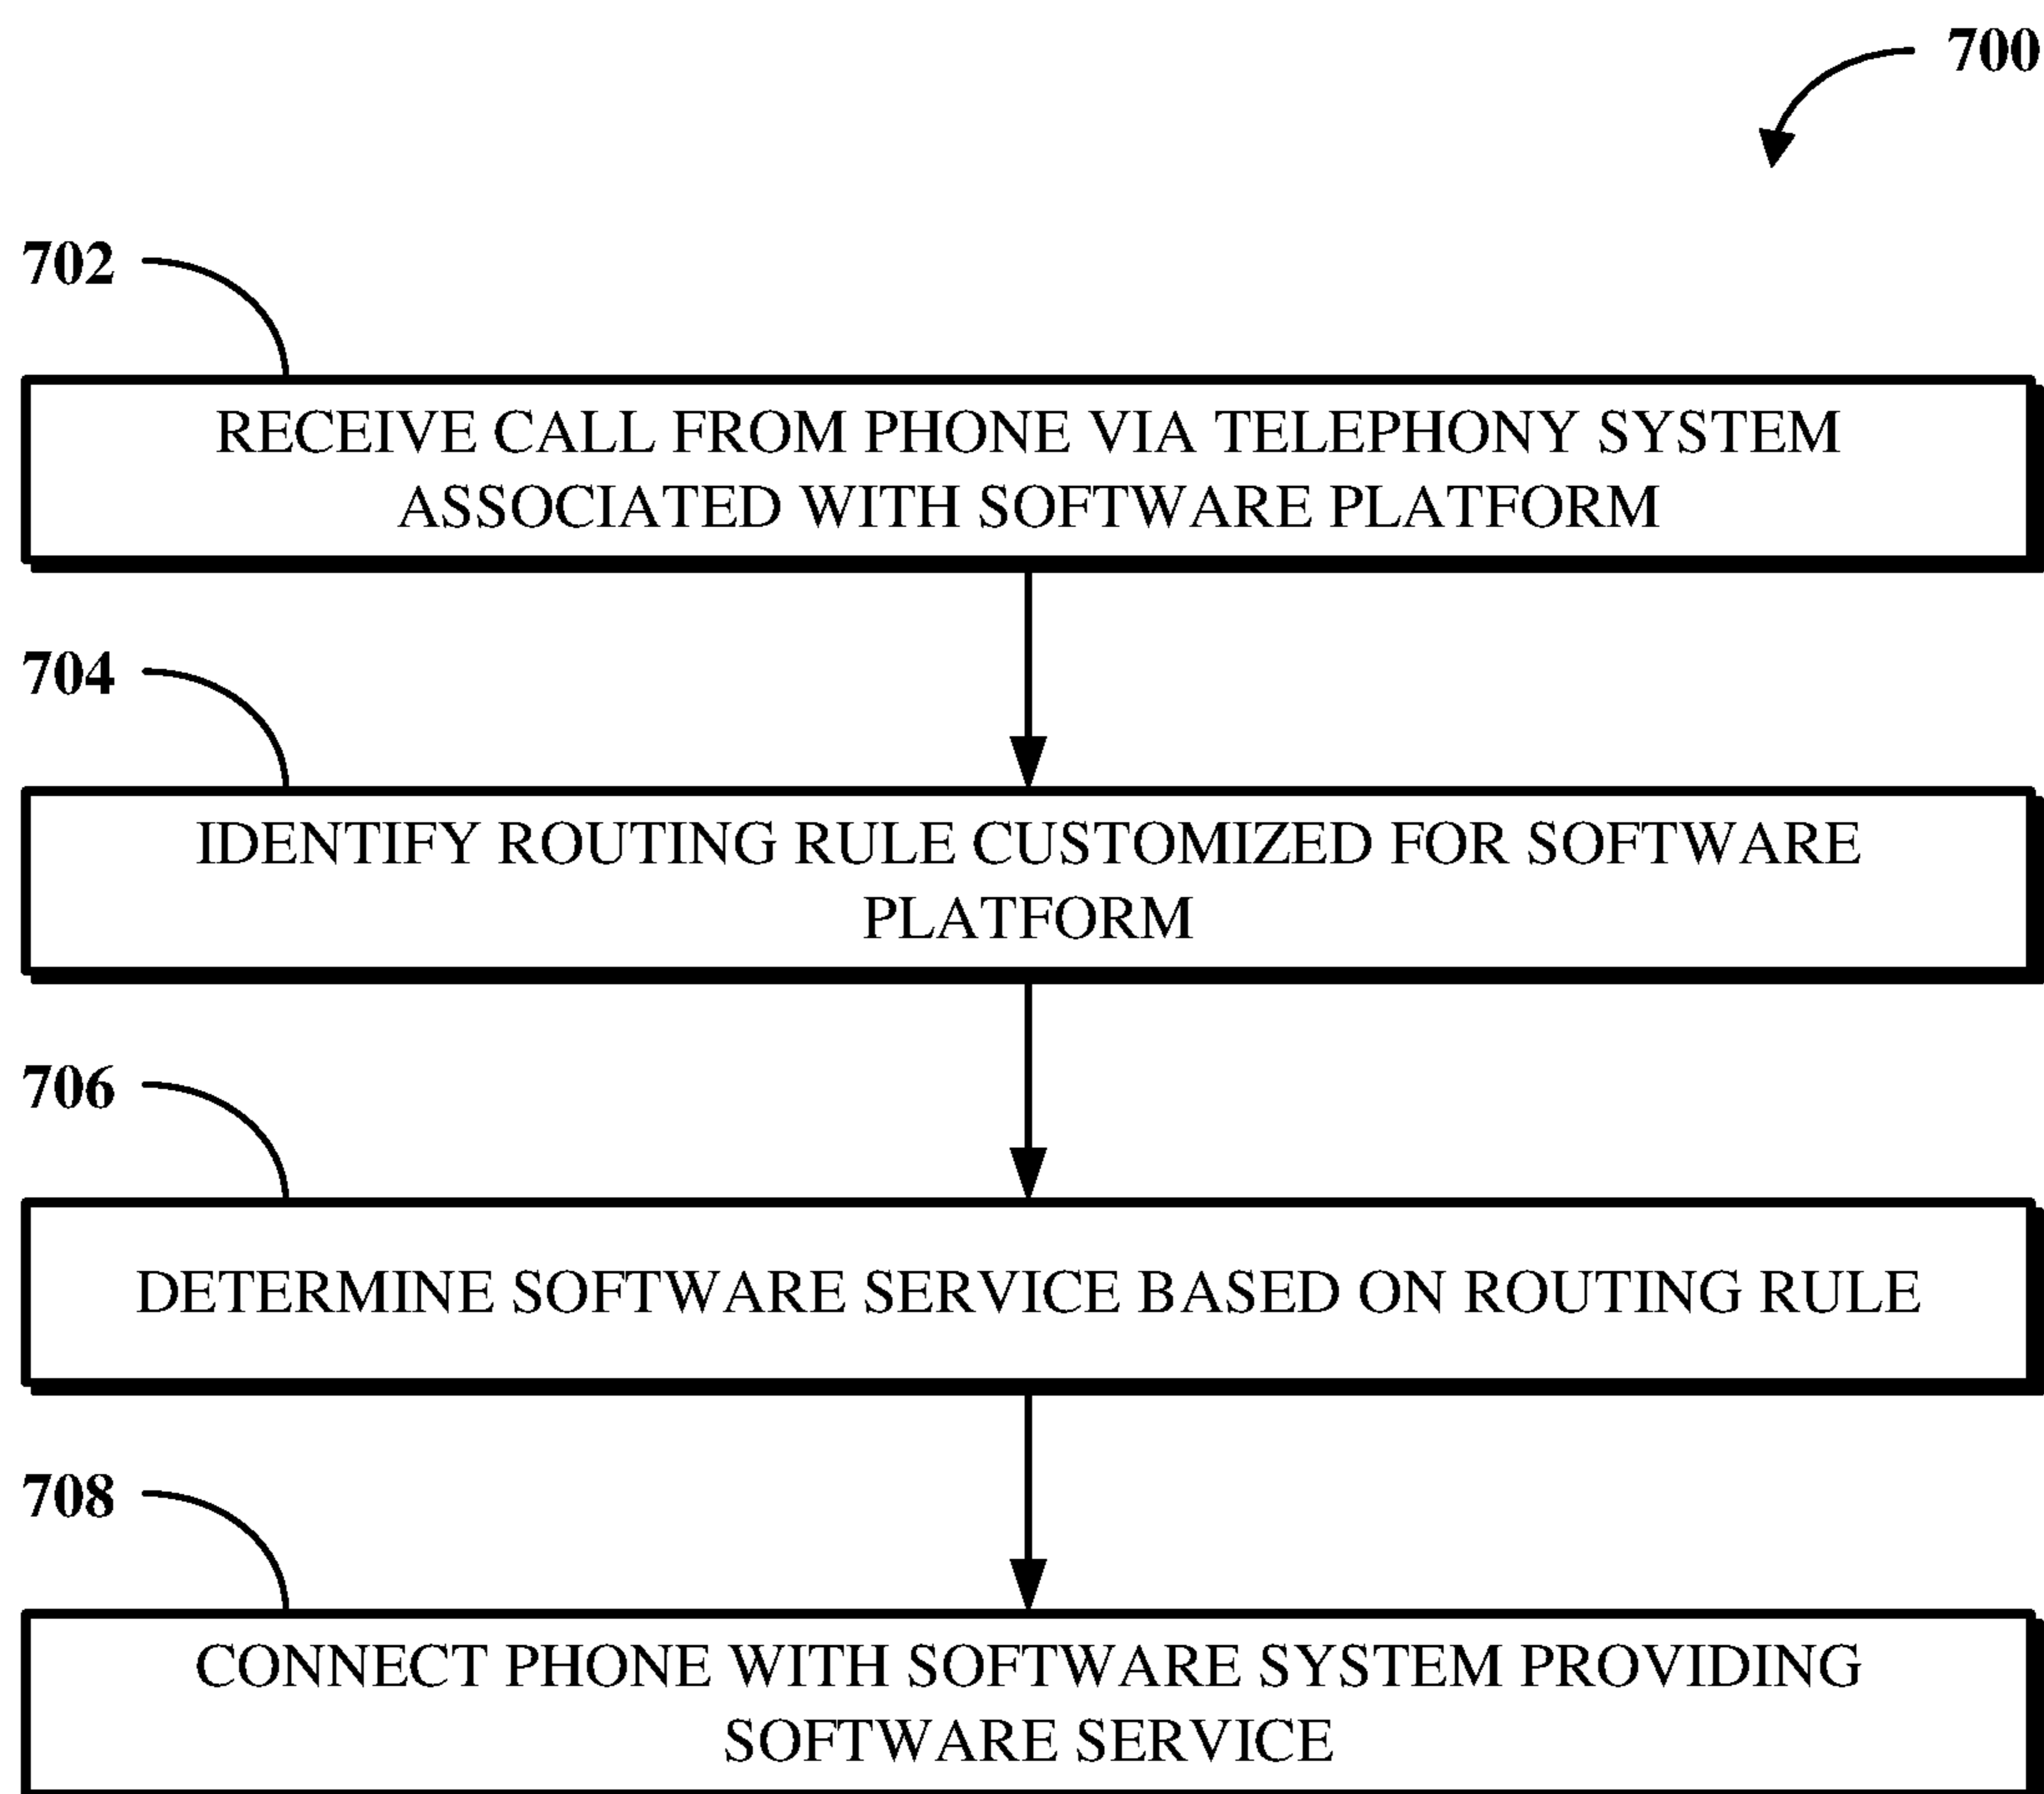 700
702
RECEIVE CALL FROM PHONE VIA TELEPHONY SYSTEM
ASSOCIATED WITH SOFTWARE PLATFORM
704
IDENTIFY ROUTING RULE CUSTOMIZED FOR SOFTWARE
PLATFORM
706
DETERMINE SOFTWARE SERVICE BASED ON ROUTING RULE
708
CONNECT PHONE WITH SOFTWARE SYSTEM PROVIDING
SOFTWARE SERVICE